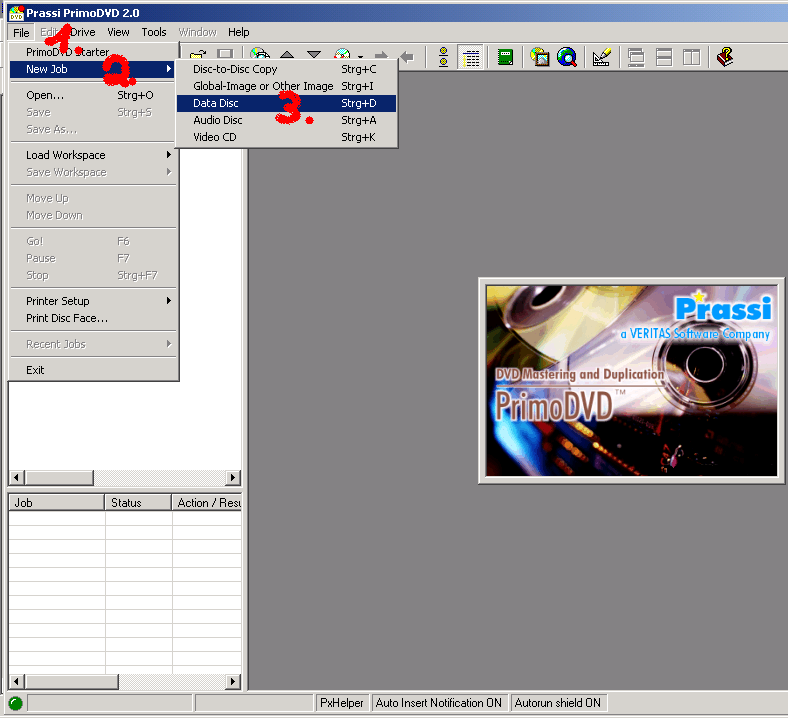 Prassi PrimoDVD 2.0
File Edit Drive View Tools Window Help
1.
PrimoDVD Starter
New Job
2.
Disc-to-Disc Copy Strg+C
Global-Image or Other Image Strg+I
Data Disc Strg+D
3.
Audio Disc Strg+A
Video CD Strg+K
Open... Strg+O
Save Strg+S
Save As...
Load Workspace
Save Workspace
Move Up
Move Down
Go! F6
Pause F7
Stop Strg+F7
Printer Setup
Print Disc Face...
Recent Jobs
Exit
Prassi
a VERITAS Software Company
DVD Mastering and Duplication
PrimoDVD™
Job Status Action / Resu
PxHelper Auto Insert Notification ON Autorun shield ON